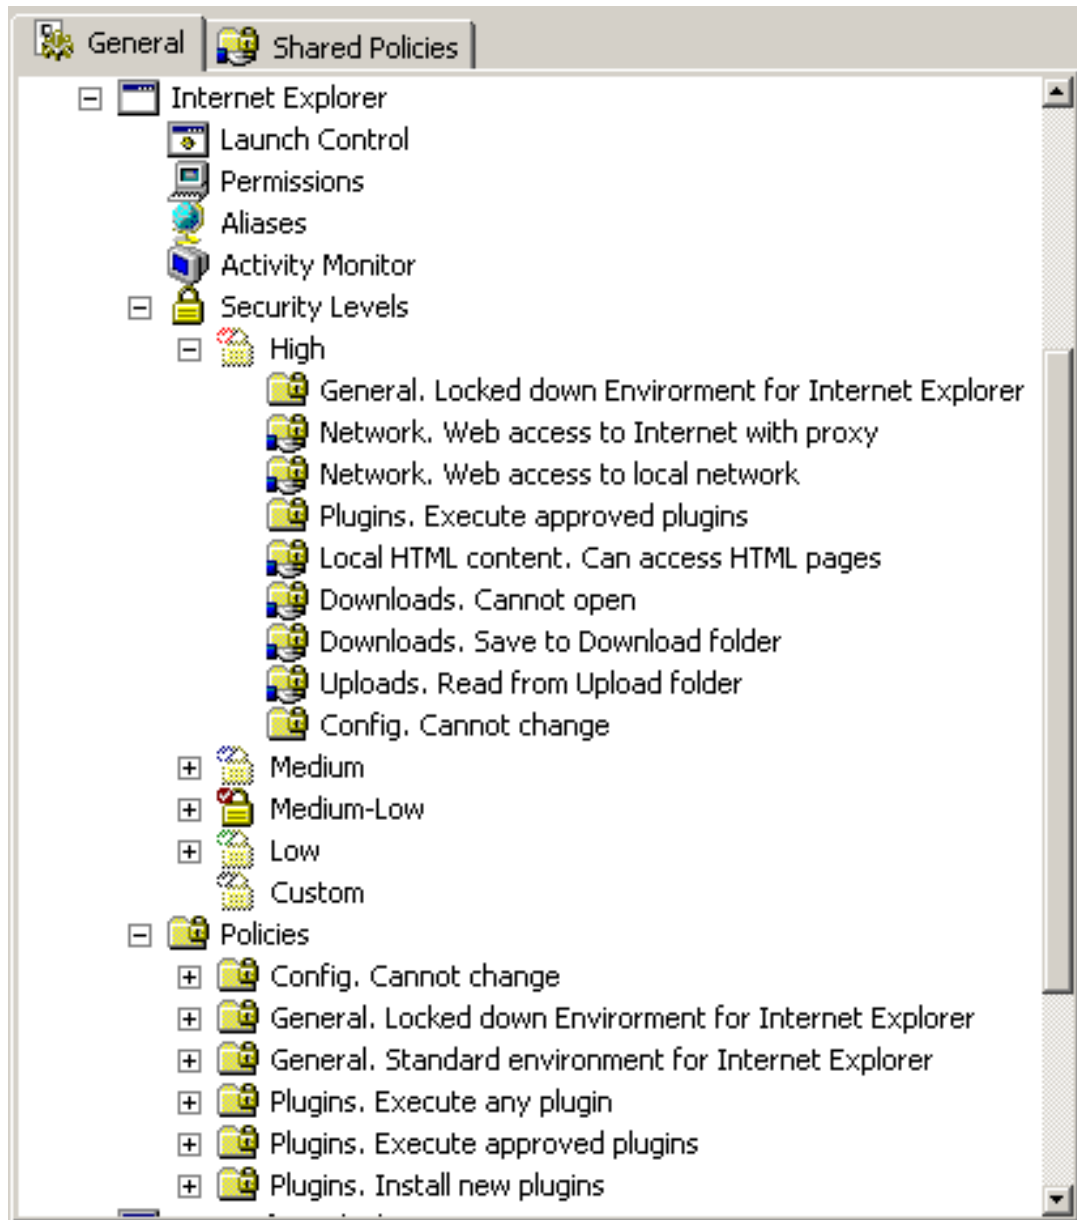 General
Shared Policies
Internet Explorer
Launch Control
Permissions
Aliases
Activity Monitor
Security Levels
High
General. Locked down Envirorment for Internet Explorer
Network. Web access to Internet with proxy
Network. Web access to local network
Plugins. Execute approved plugins
Local HTML content. Can access HTML pages
Downloads. Cannot open
Downloads. Save to Download folder
Uploads. Read from Upload folder
Config. Cannot change
Medium
Medium-Low
Low
Custom
Policies
Config. Cannot change
General. Locked down Envirorment for Internet Explorer
General. Standard environment for Internet Explorer
Plugins. Execute any plugin
Plugins. Execute approved plugins
Plugins. Install new plugins